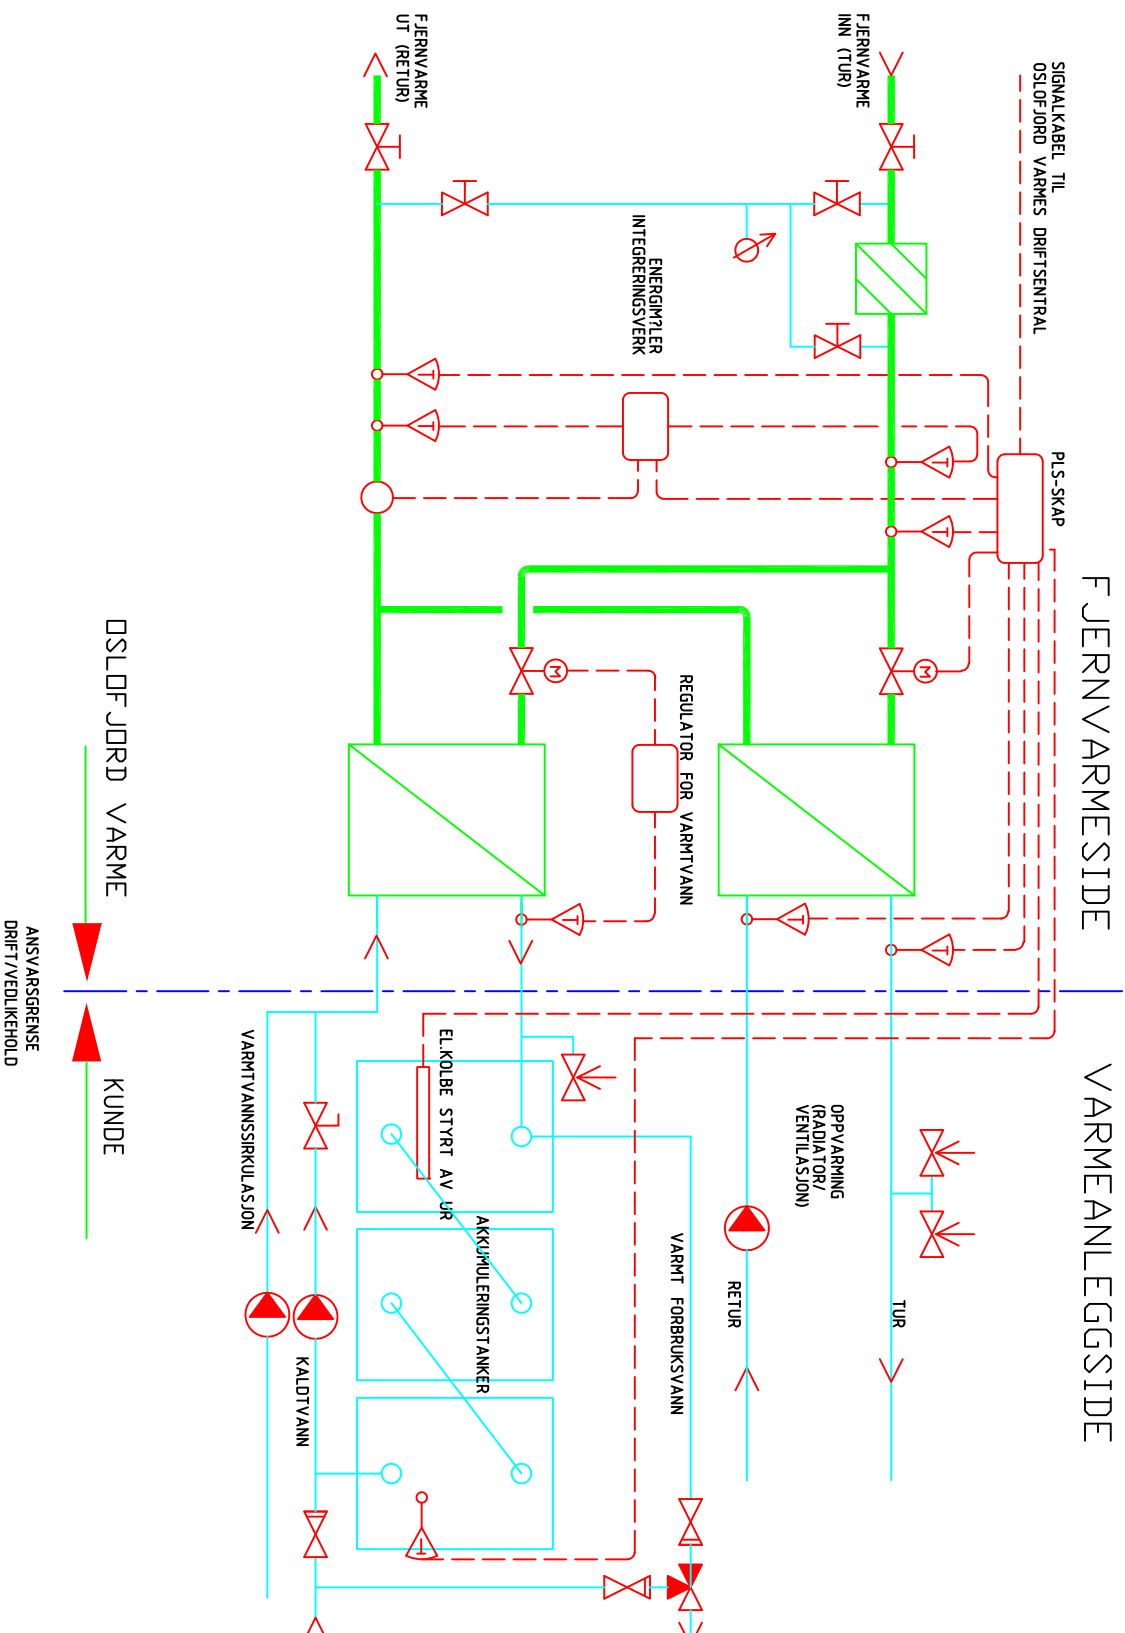 FJERNVARMESIDE
VARMEANLEGGSIDE
SIGNALKABEL TIL
OSLOFJORD VARMES DRIFTSENTRAL
PLS-SKAP
FJERNVARME
INN (TUR)
TUR
OPPVARMING
(RADIATOR/
VENTILASJON)
RETUR
REGULATOR FOR VARMTVANN
VARMT FORBRUKSVANN
ENERGIM?LER
INTEGRERINGSVERK
M
M
T
T
T
T
T
T
T
T
AKKUMULERINGSTANKER
EL.KOLBE STYRT AV UR
FJERNVARME
UT (RETUR)
KALDTVANN
VARMTVANNSSIRKULASJON
OSLOFJORD VARME
KUNDE
ANSVARSGRENSE
DRIFT/VEDLIKEHOLD